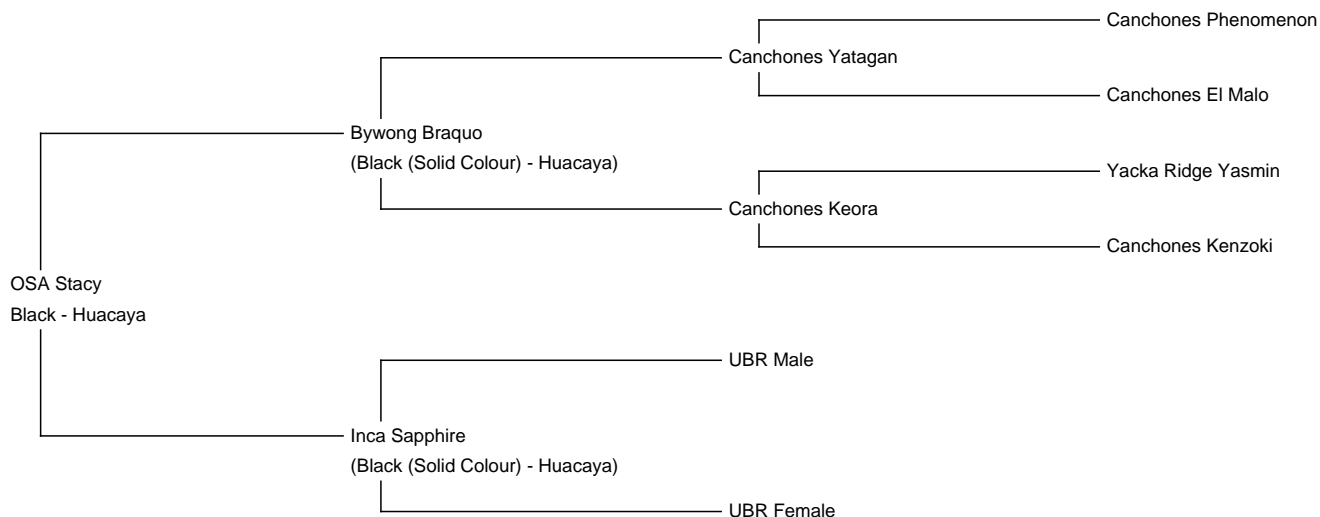 Canchones Phenomenon
Canchones Yatagan
Canchones El Malo
Bywong Braquo
(Black (Solid Colour) - Huacaya)
Yacka Ridge Yasmin
Canchones Keora
Canchones Kenzoki
OSA Stacy
Black - Huacaya
UBR Male
Inca Sapphire
(Black (Solid Colour) - Huacaya)
UBR Female